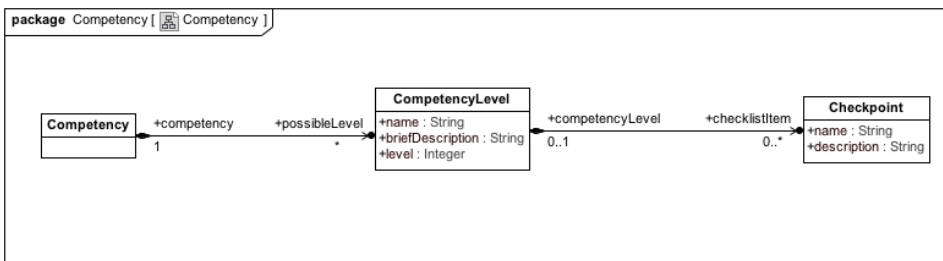 package Competency [ Competency ]
Competency
+competency
1
+possibleLevel
*
CompetencyLevel
+name : String
+briefDescription : String
+level : Integer
+competencyLevel
0..1
+checklistItem
0..*
Checkpoint
+name : String
+description : String